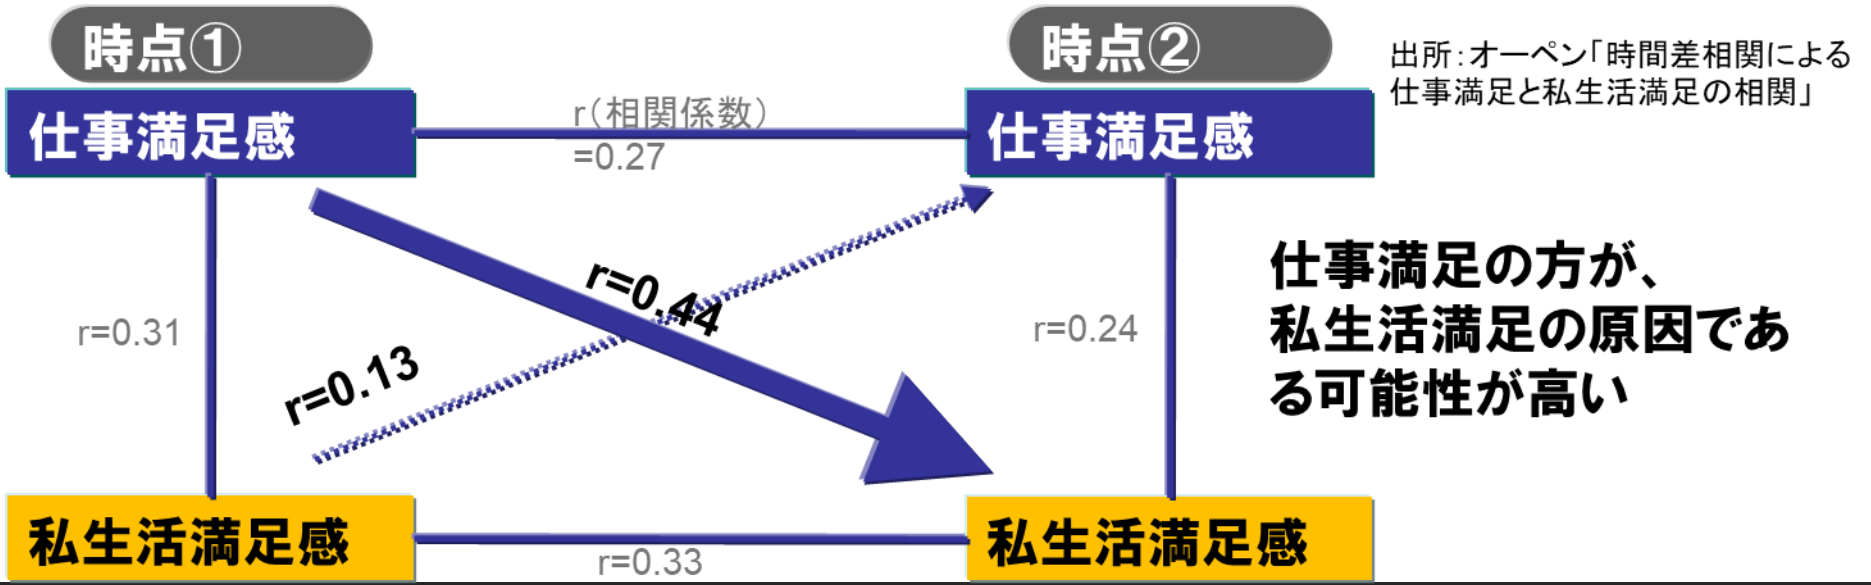 時点①
時点②
出所：オーペン「時間差相関による
仕事満足と私生活満足の相関」
仕事満足感
r（相関係数）
=0.27
仕事満足感
r=0.44
仕事満足の方が、
私生活満足の原因であ
る可能性が高い
r=0.31
r=0.24
r=0.13
私生活満足感
r=0.33
私生活満足感